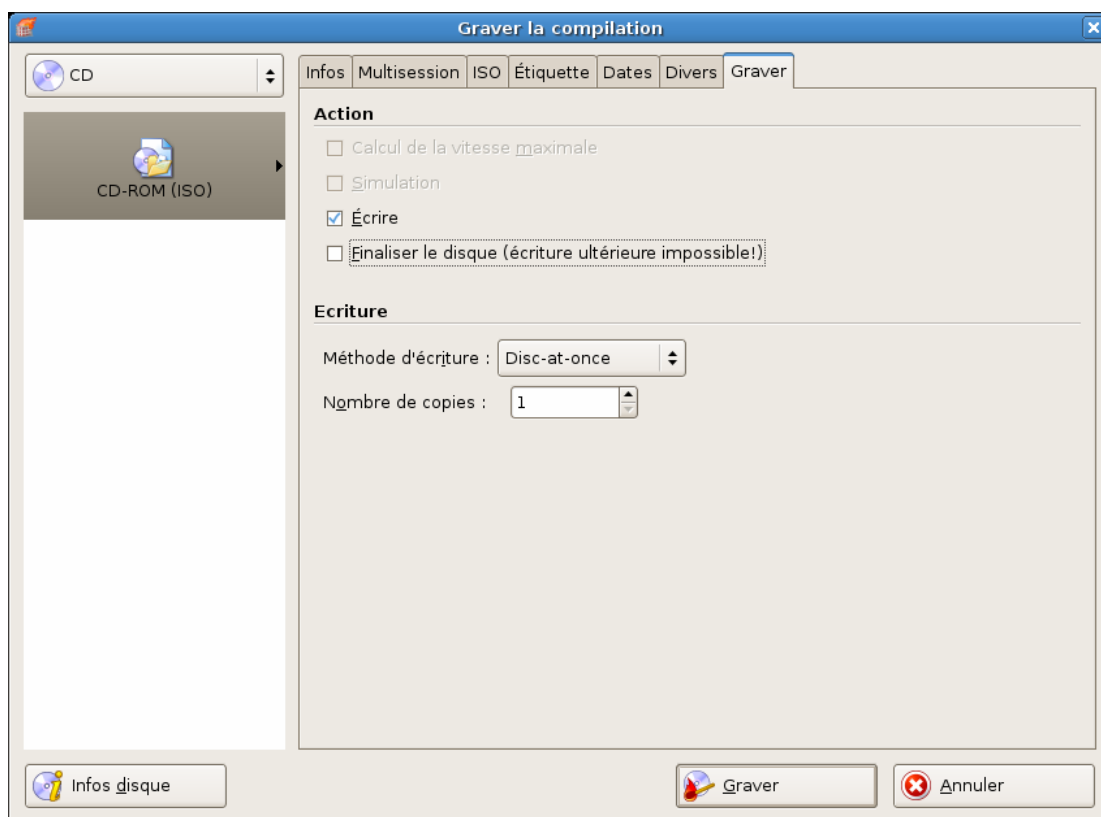 Graver la compilation
CD
CD-ROM (ISO)
Infos Multisession ISO Étiquette Dates Divers Graver
Action
Calcul de la vitesse maximale
Simulation
Écrire
Finaliser le disque (écriture ultérieure impossible!)
Ecriture
Méthode d'écriture : Disc-at-once
Nombre de copies : 1
Infos disque
Graver
Annuler